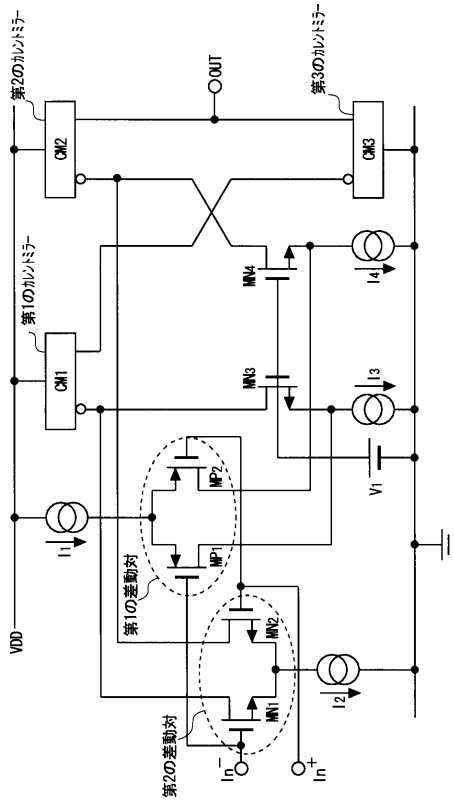 第2のカレントミラー
第1のカレントミラー
第3のカレントミラー
VDD
CM1
CM2
CM3
OUT
I1
第1の差動対
MP1
MP2
MN3
MN4
第2の差動対
MN1
MN2
In−
In+
I2
V1
I3
I4